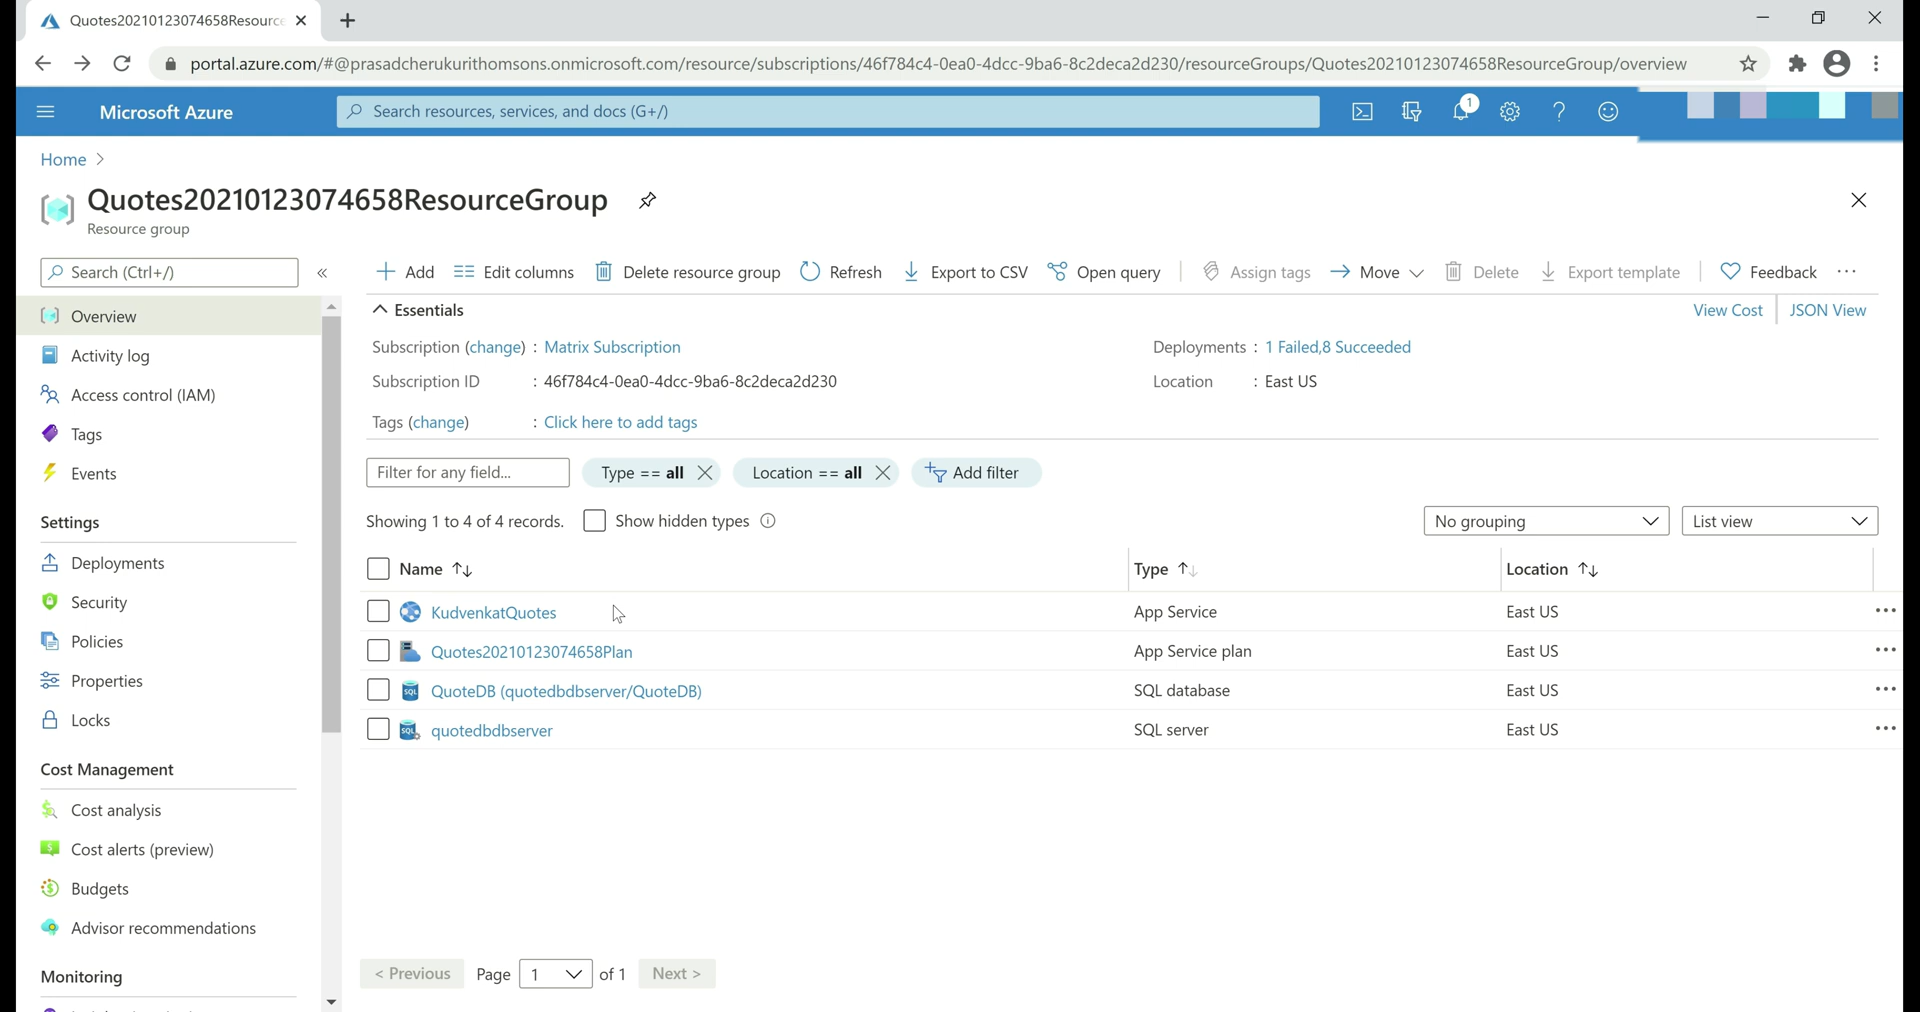 Quotes20210123074658Resource
portal.azure.com/#@prasadcherukurithomsons.onmicrosoft.com/resource/subscriptions/46f784c4-0ea0-4dcc-9ba6-8c2deca2d230/resourceGroups/Quotes20210123074658ResourceGroup/overview
Microsoft Azure
Search resources, services, and docs (G+/)
1
Home >
Quotes20210123074658ResourceGroup
Resource group
Search (Ctrl+/)
«
Add
Edit columns
Delete resource group
Refresh
Export to CSV
Open query
Assign tags
Move
Delete
Export template
Feedback
...
Overview
Activity log
Access control (IAM)
Tags
Events
Settings
Deployments
Security
Policies
Properties
Locks
Cost Management
Cost analysis
Cost alerts (preview)
Budgets
Advisor recommendations
Monitoring
Essentials
View Cost
JSON View
Subscription (change) : Matrix Subscription
Deployments : 1 Failed,8 Succeeded
Subscription ID : 46f784c4-0ea0-4dcc-9ba6-8c2deca2d230
Location : East US
Tags (change) : Click here to add tags
Filter for any field...
Type == all
Location == all
Add filter
Showing 1 to 4 of 4 records.
Show hidden types
No grouping
List view
Name
Type
Location
KudvenkatQuotes App Service East US ...
Quotes20210123074658Plan App Service plan East US ...
QuoteDB (quotedbdbserver/QuoteDB) SQL database East US ...
quotedbdbserver SQL server East US ...
< Previous
Page 1 of 1
Next >